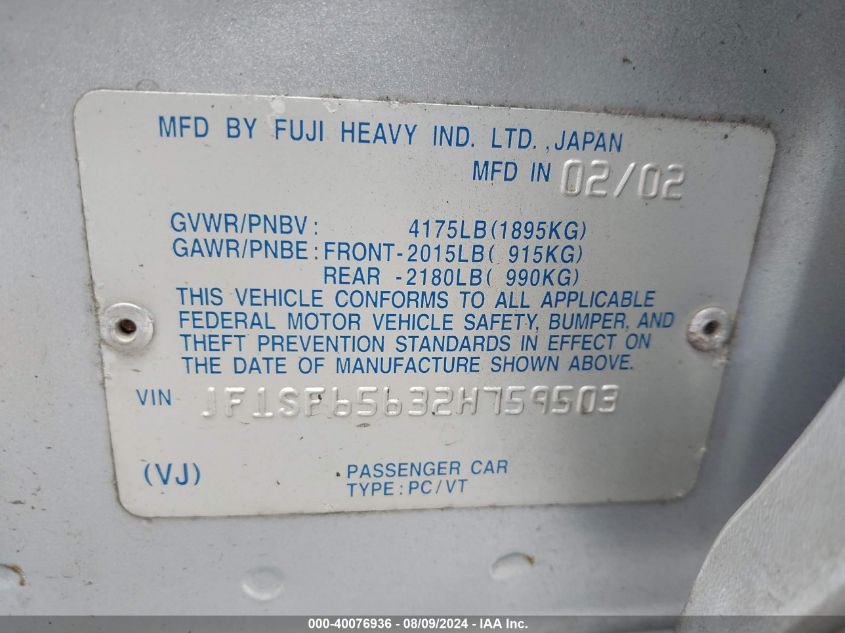 MFD BY FUJI HEAVY IND. LTD.,JAPAN
MFD IN 02/02
GVWR/PNBV: 4175LB(1895KG)
GAWR/PNBE: FRONT-2015LB( 915KG)
REAR -2180LB( 990KG)
THIS VEHICLE CONFORMS TO ALL APPLICABLE
FEDERAL MOTOR VEHICLE SAFETY, BUMPER, AND
THEFT PREVENTION STANDARDS IN EFFECT ON
THE DATE OF MANUFACTURE SHOWN ABOVE.
VIN JF1SF65632H759503
(VJ) PASSENGER CAR
TYPE:PC/VT
000-40076936 - 08/09/2024 - IAA Inc.